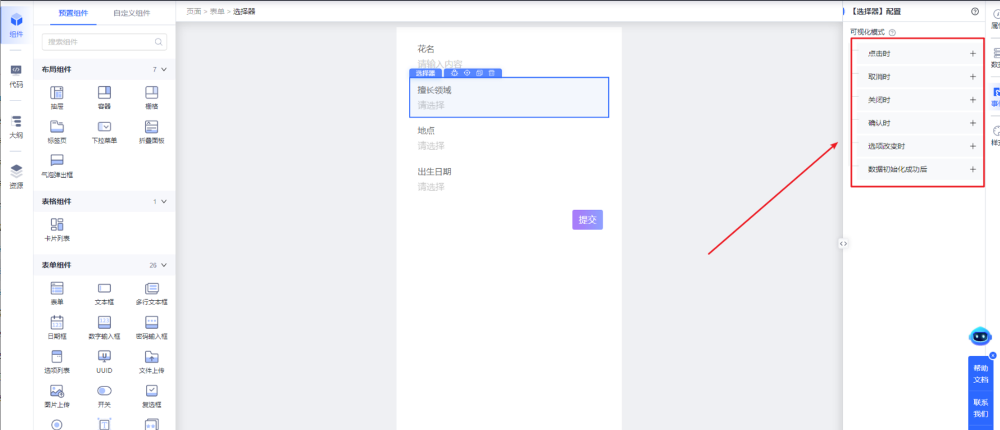 组件
代码
大纲
资源
预置组件
自定义组件
搜索组件
布局组件
7
抽屉
容器
栅格
标签页
下拉菜单
折叠面板
气泡弹出框
表格组件
1
卡片列表
表单组件
26
表单
文本框
多行文本框
日期框
数字输入框
密码输入框
选项列表
UUID
文件上传
图片上传
开关
复选框
页面 > 表单 > 选择器
花名
请输入内容
选择器
擅长领域
请选择
地点
请选择
出生日期
请选择
提交
【选择器】配置
可视化模式
点击时
取消时
关闭时
确认时
选项改变时
数据初始化成功后
帮助
文档
联系
我们